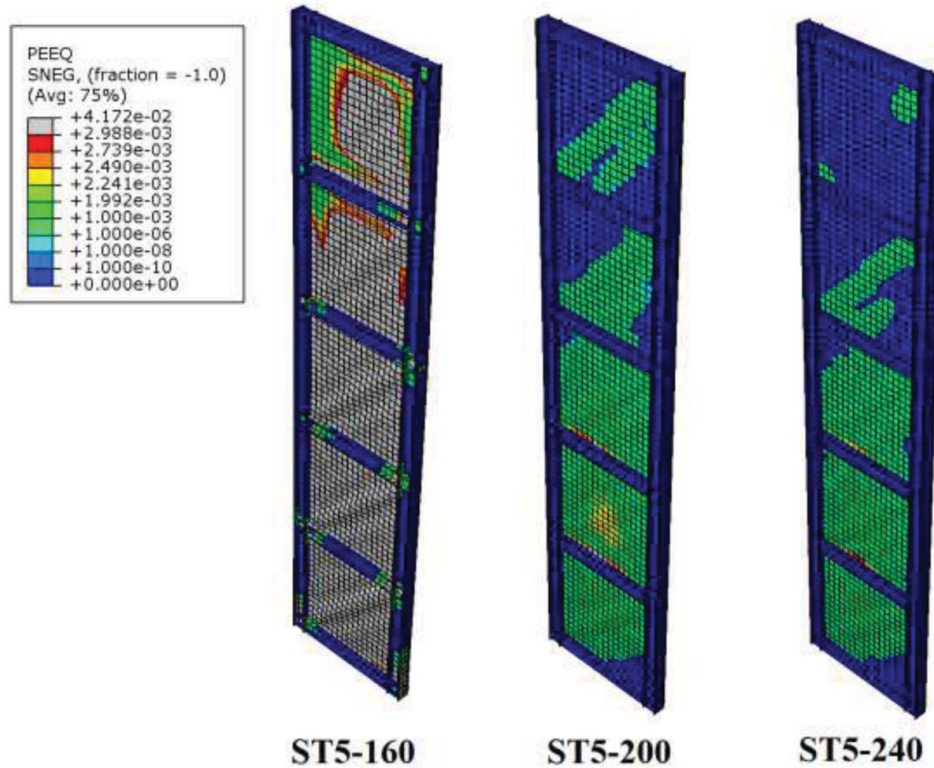 PEEQ
SNEG, (fraction = -1.0)
(Avg: 75%)
+4.172e-02
+2.988e-03
+2.739e-03
+2.490e-03
+2.241e-03
+1.992e-03
+1.000e-03
+1.000e-06
+1.000e-08
+1.000e-10
+0.000e+00
ST5-160 ST5-200 ST5-240